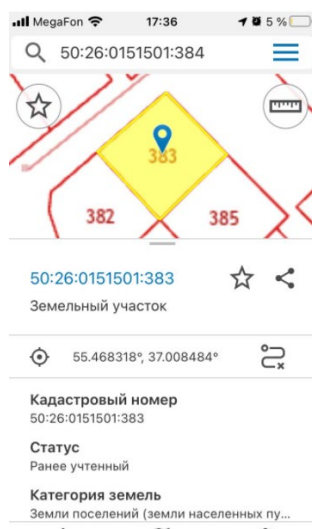 MegaFon 17:36 5 %
50:26:0151501:384
383
382 385
50:26:0151501:383
Земельный участок
55.468318°, 37.008484°
Кадастровый номер
50:26:0151501:383
Статус
Ранее учтенный
Категория земель
Земли поселений (земли населенных пу...